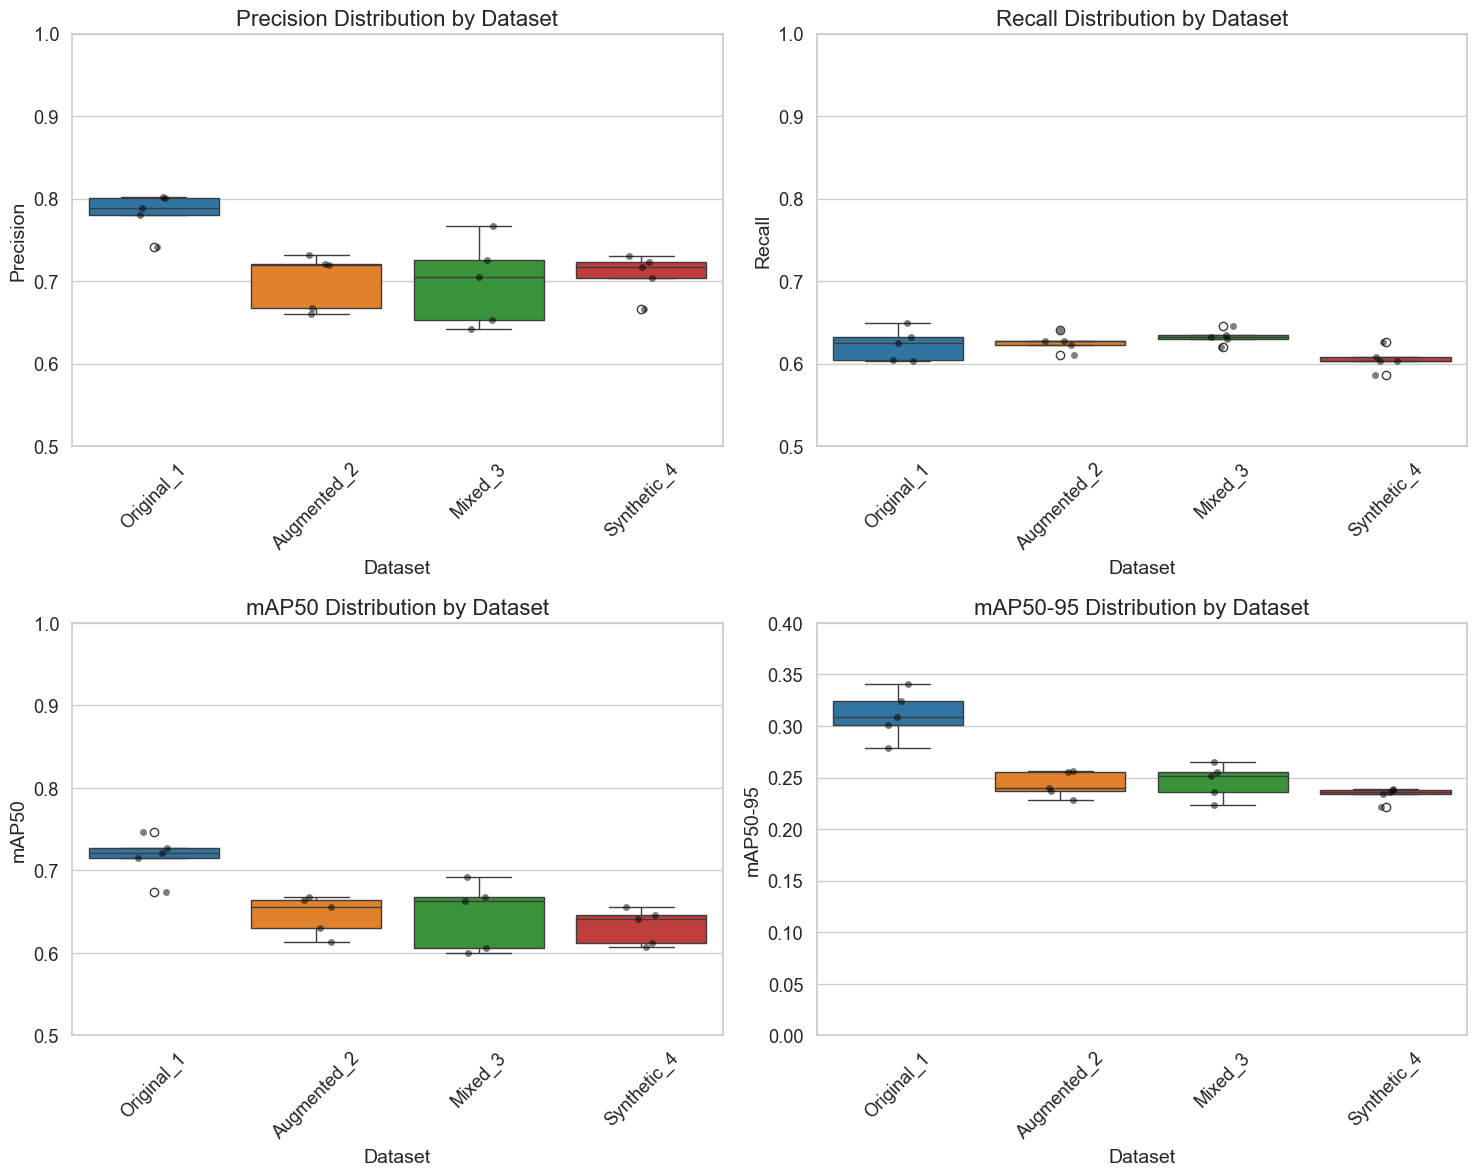 Precision Distribution by Dataset
Precision
1.0
0.9
0.8
0.7
0.6
0.5
Original_1
Augmented_2
Mixed_3
Synthetic_4
Dataset
Recall Distribution by Dataset
Recall
1.0
0.9
0.8
0.7
0.6
0.5
Original_1
Augmented_2
Mixed_3
Synthetic_4
Dataset
mAP50 Distribution by Dataset
mAP50
1.0
0.9
0.8
0.7
0.6
0.5
Original_1
Augmented_2
Mixed_3
Synthetic_4
Dataset
mAP50-95 Distribution by Dataset
mAP50-95
0.40
0.35
0.30
0.25
0.20
0.15
0.10
0.05
0.00
Original_1
Augmented_2
Mixed_3
Synthetic_4
Dataset